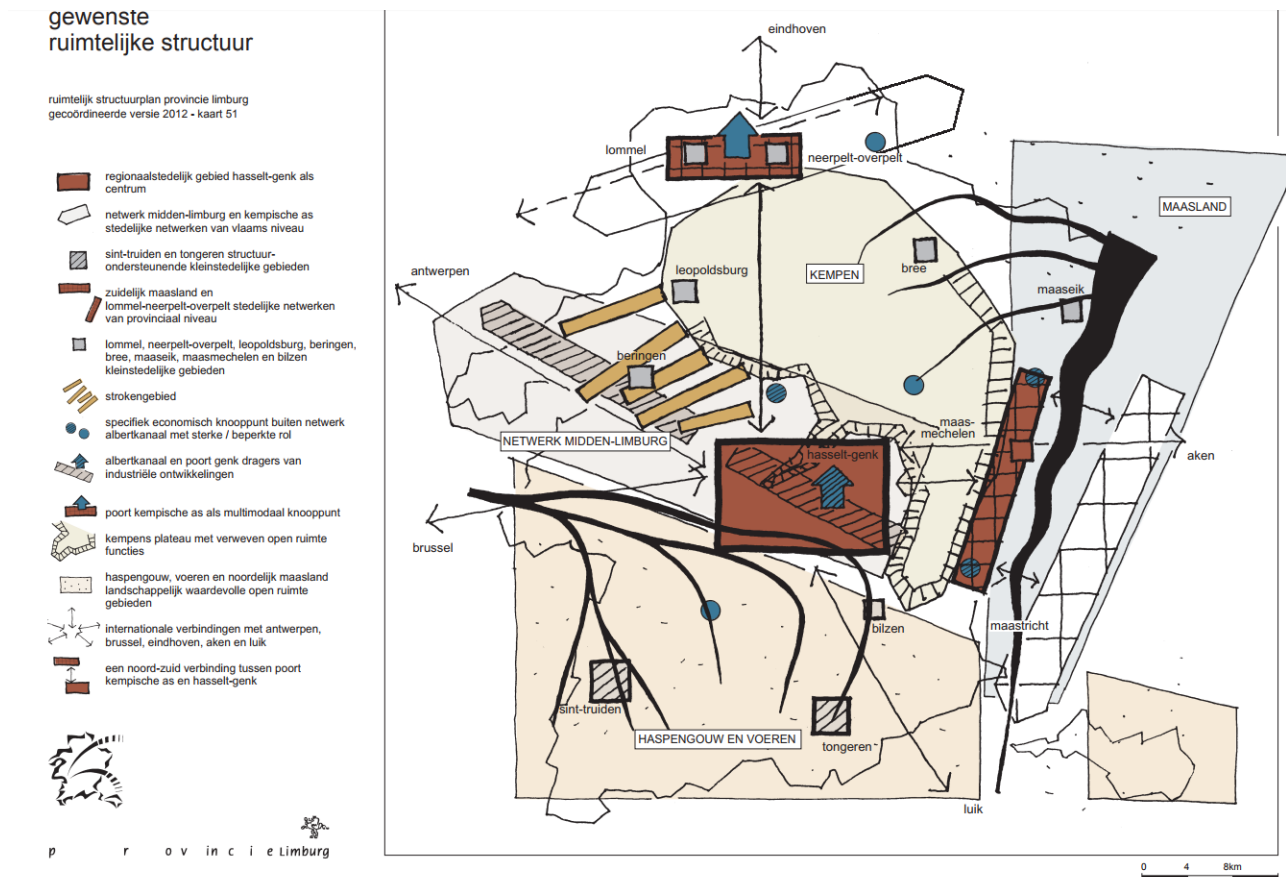 gewenste
ruimtelijke structuur
ruimtelijk structuurplan provincie limburg
gecoördineerde versie 2012 - kaart 51
regionaalstedelijk gebied hasselt-genk als
centrum
netwerk midden-limburg en kempische as
stedelijke netwerken van vlaams niveau
sint-truiden en tongeren structuur-
ondersteunende kleinstedelijke gebieden
zuidelijk maasland en
lommel-neerpelt-overpelt stedelijke netwerken
van provinciaal niveau
lommel, neerpelt-overpelt, leopoldsburg, beringen,
bree, maaseik, maasmechelen en bilzen
kleinstedelijke gebieden
strokengebied
specifiek economisch knooppunt buiten netwerk
albertkanaal met sterke / beperkte rol
albertkanaal en poort genk dragers van
industriële ontwikkelingen
poort kempische as als multimodaal knooppunt
kempens plateau met verweven open ruimte
functies
haspengouw, voeren en noordelijk maasland
landschappelijk waardevolle open ruimte
gebieden
internationale verbindingen met antwerpen,
brussel, eindhoven, aken en luik
een noord-zuid verbinding tussen poort
kempische as en hasselt-genk
provincie Limburg
eindhoven
lommel
neerpelt-overpelt
MAASLAND
antwerpen
leopoldsburg
KEMPEN
bree
maaseik
beringen
NETWERK MIDDEN-LIMBURG
maas-
mechelen
hasselt-genk
aken
brussel
bilzen
maastricht
sint-truiden
HASPENGOUW EN VOEREN
tongeren
luik
0 4 8km